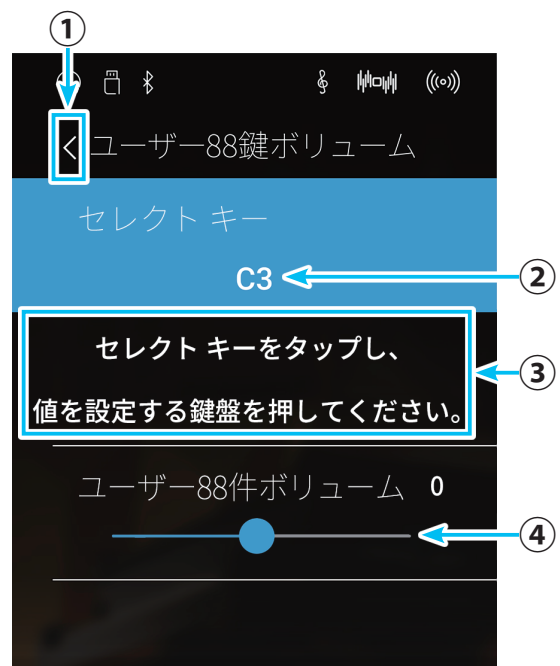 ①
ユーザー88鍵ボリューム
セレクト キー
C3
②
セレクト キーをタップし、
③
値を設定する鍵盤を押してください。
ユーザー88件ボリューム 0
④